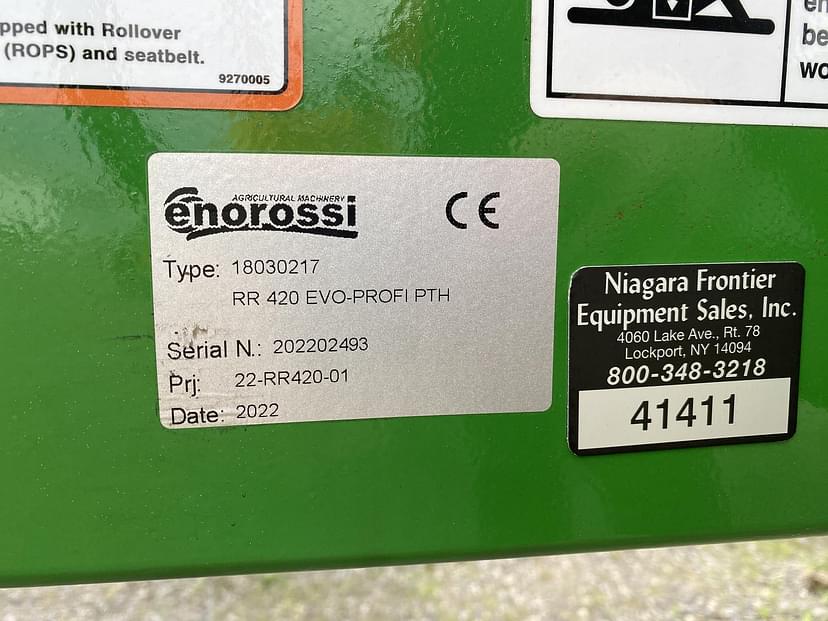 pped with Rollover
(ROPS) and seatbelt.
9270005
be
wo
AGRICULTURAL MACHINERY
enorossi
CE
Type: 18030217
RR 420 EVO-PROFI PTH
Serial N.: 202202493
Prj: 22-RR420-01
Date: 2022
Niagara Frontier
Equipment Sales, Inc.
4060 Lake Ave., Rt. 78
Lockport, NY 14094
800-348-3218
41411